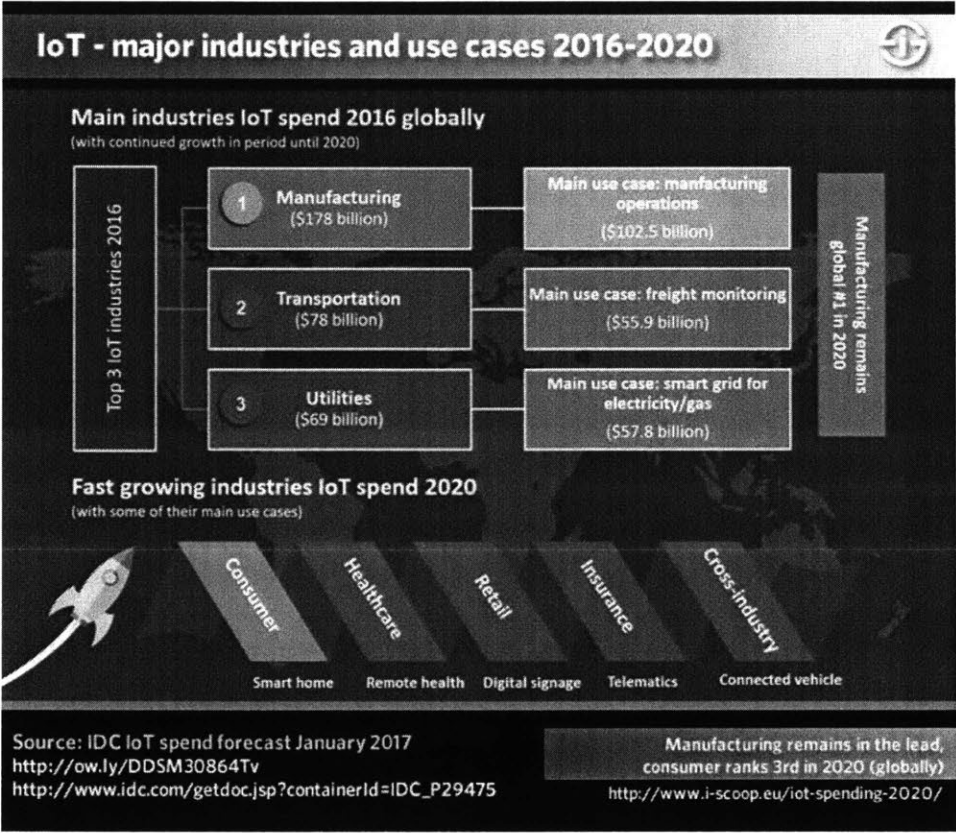 IoT - major industries and use cases 2016-2020
Main industries IoT spend 2016 globally
(with continued growth in period until 2020)
Top 3 IoT industries 2016
1
Manufacturing
($178 billion)
Main use case: manfacturing
operations
($102.5 billion)
2
Transportation
($78 billion)
Main use case: freight monitoring
($55.9 billion)
3
Utilities
($69 billion)
Main use case: smart grid for
electricity/gas
($57.8 billion)
Manufacturing remains
global #1 in 2020
Fast growing industries IoT spend 2020
(with some of their main use cases)
Consumer
Healthcare
Retail
Insurance
Cross-industry
Smart home
Remote health
Digital signage
Telematics
Connected vehicle
Source: IDC IoT spend forecast January 2017
http://ow.ly/DDSM30864Tv
http://www.idc.com/getdoc.jsp?containerId=IDC_P29475
Manufacturing remains in the lead,
consumer ranks 3rd in 2020 (globally)
http://www.i-scoop.eu/iot-spending-2020/